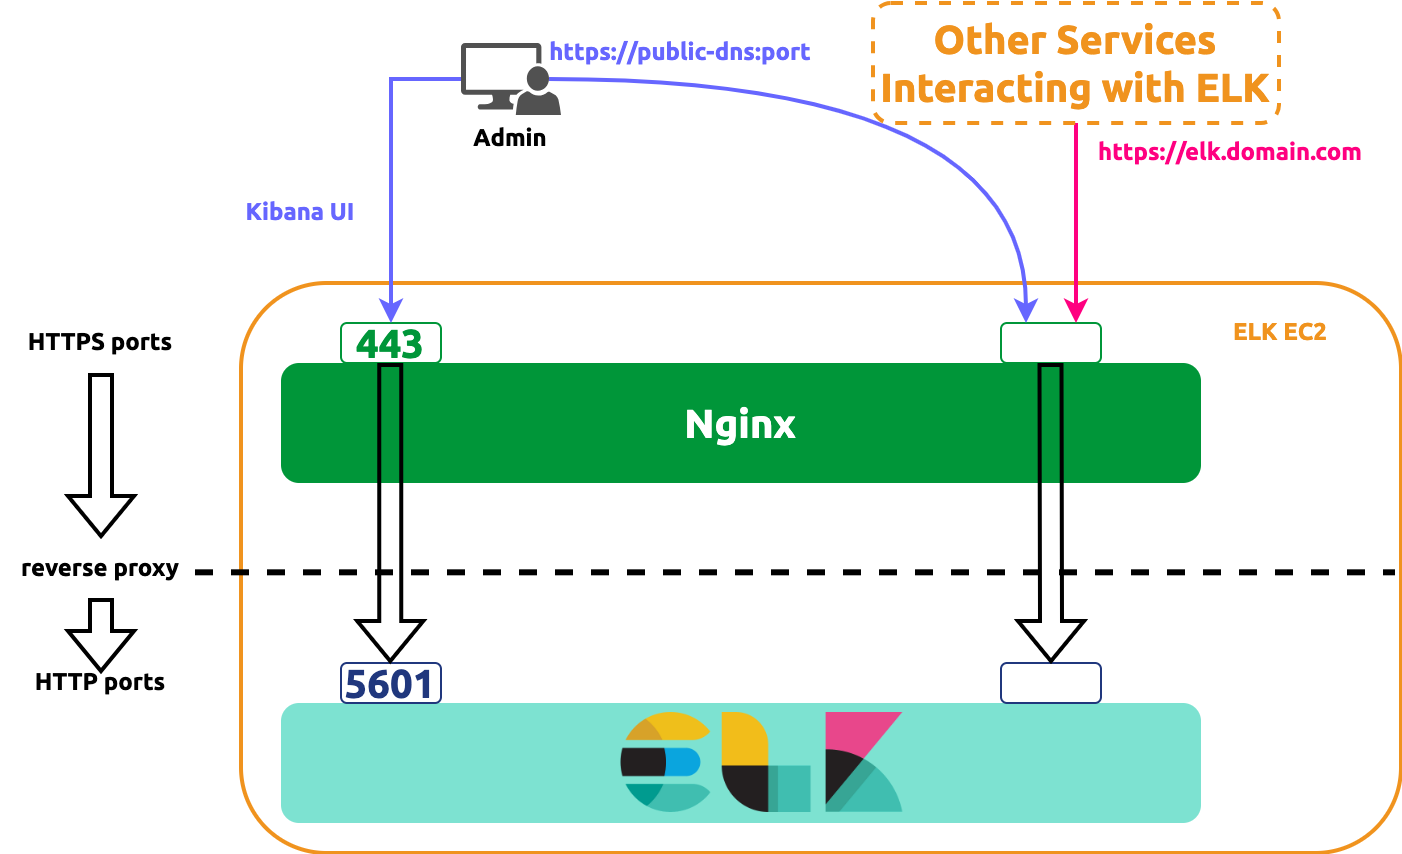 https://public-dns:port
Other Services
Interacting with ELK
Admin
https://elk.domain.com
Kibana UI
HTTPS ports
443
ELK EC2
Nginx
reverse proxy
HTTP ports
5601
ELK